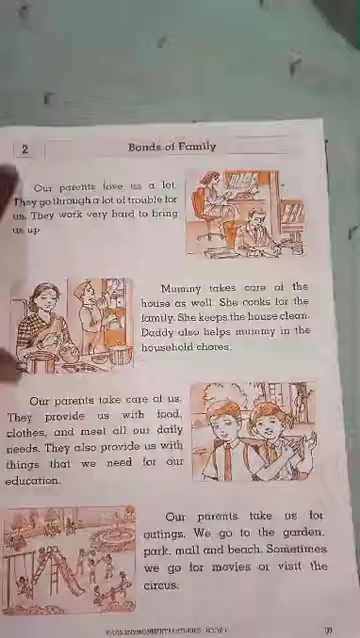 2
Bonds of Family
Our parents love us a lot.
They go through a lot of trouble for
us. They work very hard to bring
us up
Mummy takes care of the
house as well. She cooks for the
family. She keeps the house clean.
Daddy also helps mummy in the
household chores.
Our parents take care of us.
They provide us with food,
clothes, and meet all our daily
needs. They also provide us with
things that we need for our
education.
Our parents take us for
outings. We go to the garden,
park, mall and beach. Sometimes
we go for movies or visit the
circus.